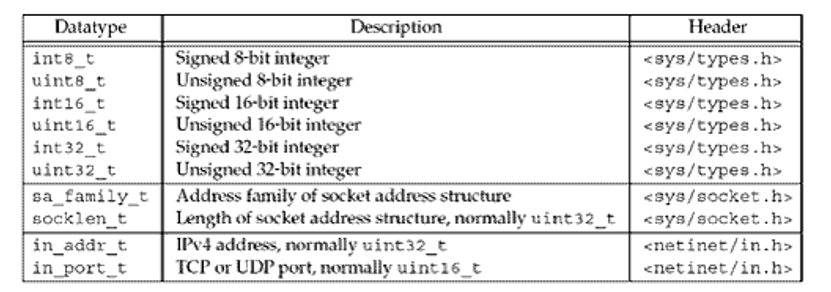 Datatype Description Header
int8_t Signed 8-bit integer <sys/types.h>
uint8_t Unsigned 8-bit integer <sys/types.h>
int16_t Signed 16-bit integer <sys/types.h>
uint16_t Unsigned 16-bit integer <sys/types.h>
int32_t Signed 32-bit integer <sys/types.h>
uint32_t Unsigned 32-bit integer <sys/types.h>
sa_family_t Address family of socket address structure <sys/socket.h>
socklen_t Length of socket address structure, normally uint32_t <sys/socket.h>
in_addr_t IPv4 address, normally uint32_t <netinet/in.h>
in_port_t TCP or UDP port, normally uint16_t <netinet/in.h>